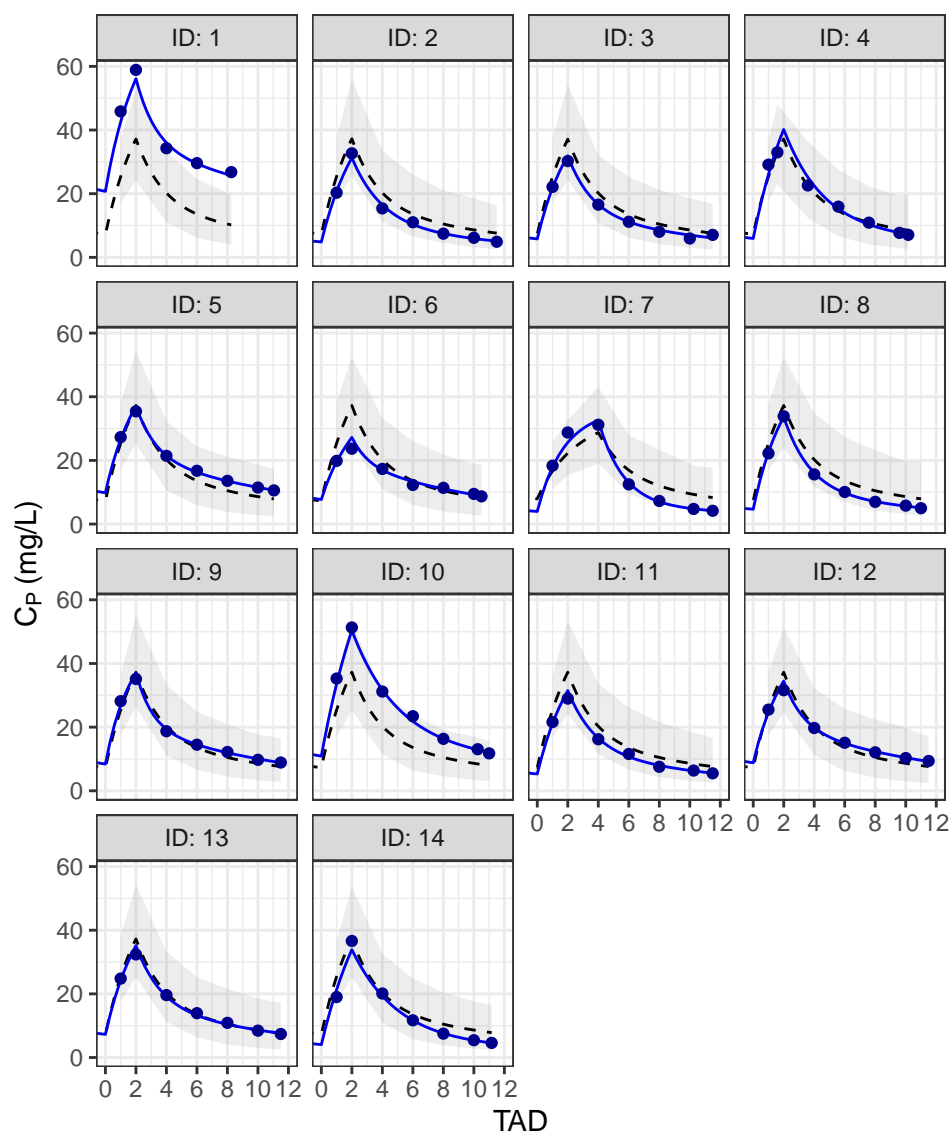 ID: 1
ID: 2
ID: 3
ID: 4
60
40
20
0
ID: 5
ID: 6
ID: 7
ID: 8
60
40
20
0
ID: 9
ID: 10
ID: 11
ID: 12
60
40
20
0
0 2 4 6 8 10 12
0 2 4 6 8 10 12
ID: 13
ID: 14
60
40
20
0
0 2 4 6 8 10 12
0 2 4 6 8 10 12
TAD
CP (mg/L)